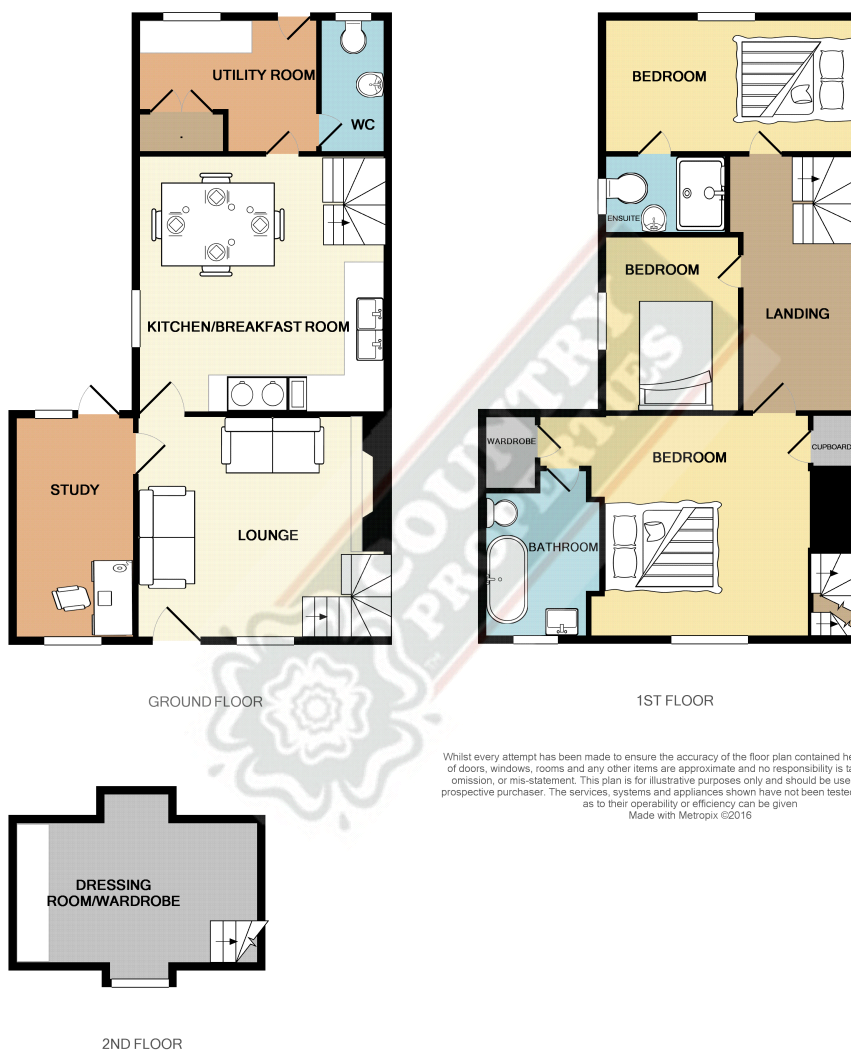 UTILITY ROOM
WC
KITCHEN/BREAKFAST ROOM
STUDY
LOUNGE
GROUND FLOOR
BEDROOM
ENSUITE
BEDROOM
LANDING
WARDROBE
BEDROOM
CUPBOARD
BATHROOM
1ST FLOOR
COUNTRY
PROPERTIES
TM
Whilst every attempt has been made to ensure the accuracy of the floor plan contained
of doors, windows, rooms and any other items are approximate and no responsibility is
omission, or mis-statement. This plan is for illustrative purposes only and should be
prospective purchaser. The services, systems and appliances shown have not been
as to their operability or efficiency can be given
Made with Metropix ©2016
DRESSING
ROOM/WARDROBE
2ND FLOOR